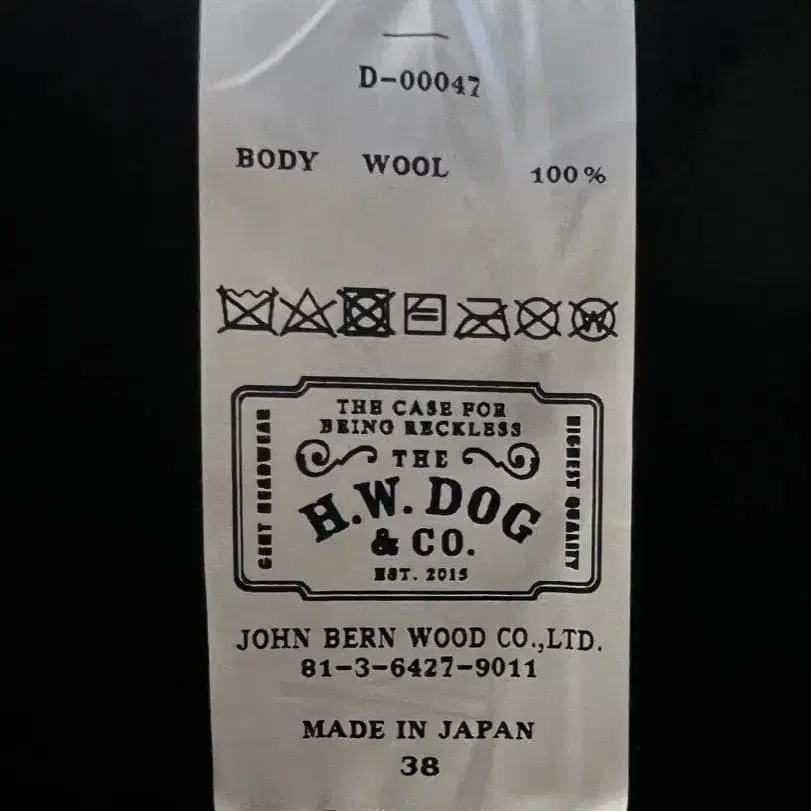 D-00047
BODY WOOL 100%
W
THE CASE FOR
BEING RECKLESS
GENT HEADWEAR
THE
HIGHEST QUALITY
H.W. DOG
& CO.
EST. 2015
JOHN BERN WOOD CO.,LTD.
81-3-6427-9011
MADE IN JAPAN
38